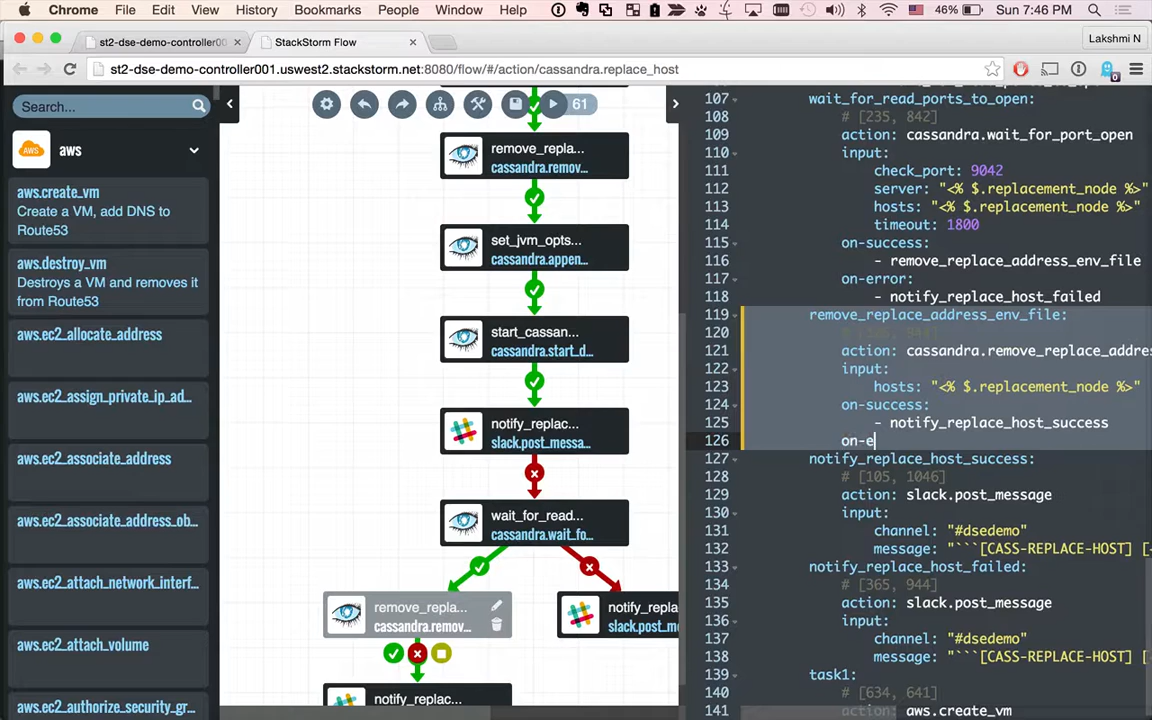 Chrome File Edit View History Bookmarks People Window Help 46% Sun 7:46 PM
st2-dse-demo-controller00 StackStorm Flow Lakshmi N
st2-dse-demo-controller001.uswest2.stackstorm.net:8080/flow/#/action/cassandra.replace_host
Search...
aws
aws.create_vm
Create a VM, add DNS to
Route53
aws.destroy_vm
Destroys a VM and removes it
from Route53
aws.ec2_allocate_address
aws.ec2_assign_private_ip_ad...
aws.ec2_associate_address
aws.ec2_associate_address_ob...
aws.ec2_attach_network_interf...
aws.ec2_attach_volume
aws.ec2_authorize_security_gr...
61
remove_repla...
cassandra.remov...
set_jvm_opts...
cassandra.appen...
start_cassan...
cassandra.start_d...
notify_replac...
slack.post_messa...
wait_for_read...
cassandra.wait_fo...
remove_repla...
cassandra.remov...
notify_repla
slack.post_m
notify_replac...
107 wait_for_read_ports_to_open:
108 # [235, 842]
109 action: cassandra.wait_for_port_open
110 input:
111 check_port: 9042
112 server: "<% $.replacement_node %>"
113 hosts: "<% $.replacement_node %>"
114 timeout: 1800
115 on-success:
116 - remove_replace_address_env_file
117 on-error:
118 - notify_replace_host_failed
119 remove_replace_address_env_file:
120
121 action: cassandra.remove_replace_addre
122 input:
123 hosts: "<% $.replacement_node %>"
124 on-success:
125 - notify_replace_host_success
126 on-e
127 notify_replace_host_success:
128 # [105, 1046]
129 action: slack.post_message
130 input:
131 channel: "#dsedemo"
132 message: "```[CASS-REPLACE-HOST] [
133 notify_replace_host_failed:
134 # [365, 944]
135 action: slack.post_message
136 input:
137 channel: "#dsedemo"
138 message: "```[CASS-REPLACE-HOST] [
139 task1:
140 # [634, 641]
141 action: aws.create_vm